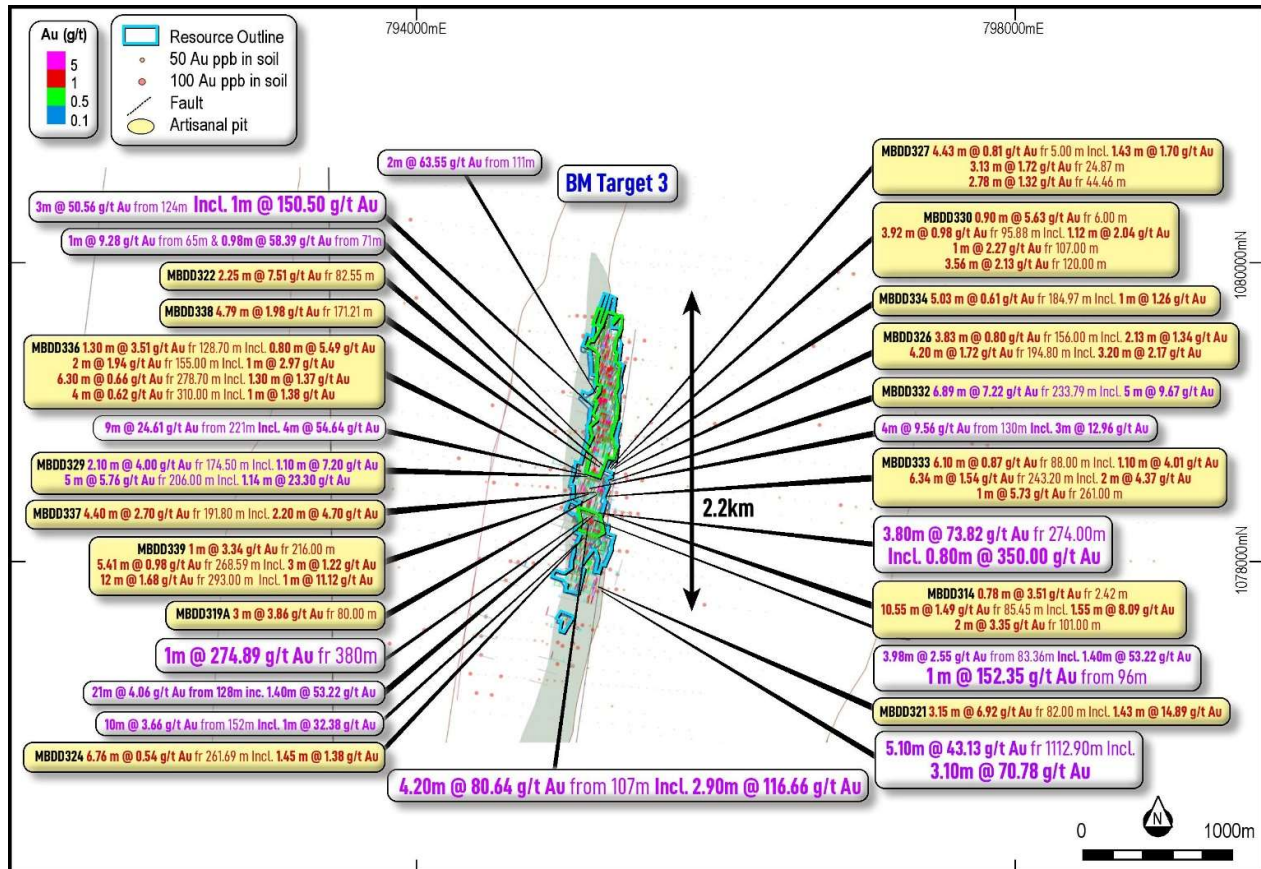 794000mE
798000mE
Au (g/t)
5
1
0.5
0.1
Resource Outline
50 Au ppb in soil
100 Au ppb in soil
Fault
Artisanal pit
2m @ 63.55 g/t Au from 111m
BM Target 3
3m @ 50.56 g/t Au from 124m Incl. 1m @ 150.50 g/t Au
1m @ 9.28 g/t Au from 65m & 0.98m @ 58.39 g/t Au from 71m
MBDD322 2.25 m @ 7.51 g/t Au fr 82.55 m
MBDD338 4.79 m @ 1.98 g/t Au fr 171.21 m
MBDD336 1.30 m @ 3.51 g/t Au fr 128.70 m Incl. 0.80 m @ 5.49 g/t Au
2 m @ 1.94 g/t Au fr 155.00 m Incl. 1 m @ 2.97 g/t Au
6.30 m @ 0.66 g/t Au fr 278.70 m Incl. 1.30 m @ 1.37 g/t Au
4 m @ 0.62 g/t Au fr 310.00 m Incl. 1 m @ 1.38 g/t Au
9m @ 24.61 g/t Au from 221m Incl. 4m @ 54.64 g/t Au
MBDD329 2.10 m @ 4.00 g/t Au fr 174.50 m Incl. 1.10 m @ 7.20 g/t Au
5 m @ 5.76 g/t Au fr 206.00 m Incl. 1.14 m @ 23.30 g/t Au
MBDD337 4.40 m @ 2.70 g/t Au fr 191.80 m Incl. 2.20 m @ 4.70 g/t Au
MBDD339 1 m @ 3.34 g/t Au fr 216.00 m
5.41 m @ 0.98 g/t Au fr 268.59 m Incl. 3 m @ 1.22 g/t Au
12 m @ 1.68 g/t Au fr 293.00 m Incl. 1 m @ 11.12 g/t Au
MBDD319A 3 m @ 3.86 g/t Au fr 80.00 m
1m @ 274.89 g/t Au fr 380m
21m @ 4.06 g/t Au from 128m inc. 1.40m @ 53.22 g/t Au
10m @ 3.66 g/t Au from 152m Incl. 1m @ 32.38 g/t Au
MBDD324 6.76 m @ 0.54 g/t Au fr 261.69 m Incl. 1.45 m @ 1.38 g/t Au
4.20m @ 80.64 g/t Au from 107m Incl. 2.90m @ 116.66 g/t Au
2.2km
MBDD327 4.43 m @ 0.81 g/t Au fr 5.00 m Incl. 1.43 m @ 1.70 g/t Au
3.13 m @ 1.72 g/t Au fr 24.87 m
2.78 m @ 1.32 g/t Au fr 44.46 m
MBDD330 0.90 m @ 5.63 g/t Au fr 6.00 m
3.92 m @ 0.98 g/t Au fr 95.88 m Incl. 1.12 m @ 2.04 g/t Au
1 m @ 2.27 g/t Au fr 107.00 m
3.56 m @ 2.13 g/t Au fr 120.00 m
MBDD334 5.03 m @ 0.61 g/t Au fr 184.97 m Incl. 1 m @ 1.26 g/t Au
MBDD326 3.83 m @ 0.80 g/t Au fr 156.00 m Incl. 2.13 m @ 1.34 g/t Au
4.20 m @ 1.72 g/t Au fr 194.80 m Incl. 3.20 m @ 2.17 g/t Au
MBDD332 6.89 m @ 7.22 g/t Au fr 233.79 m Incl. 5 m @ 9.67 g/t Au
4m @ 9.56 g/t Au from 130m Incl. 3m @ 12.96 g/t Au
MBDD333 6.10 m @ 0.87 g/t Au fr 88.00 m Incl. 1.10 m @ 4.01 g/t Au
6.34 m @ 1.54 g/t Au fr 243.20 m Incl. 2 m @ 4.37 g/t Au
1 m @ 5.73 g/t Au fr 261.00 m
3.80m @ 73.82 g/t Au fr 274.00m
Incl. 0.80m @ 350.00 g/t Au
MBDD314 0.78 m @ 3.51 g/t Au fr 2.42 m
10.55 m @ 1.49 g/t Au fr 85.45 m Incl. 1.55 m @ 8.09 g/t Au
2 m @ 3.35 g/t Au fr 101.00 m
3.98m @ 2.55 g/t Au from 83.36m Incl. 1.40m @ 53.22 g/t Au
1 m @ 152.35 g/t Au from 96m
MBDD321 3.15 m @ 6.92 g/t Au fr 82.00 m Incl. 1.43 m @ 14.89 g/t Au
5.10m @ 43.13 g/t Au fr 1112.90m Incl.
3.10m @ 70.78 g/t Au
1080000mN
1078000mN
N
0
1000m